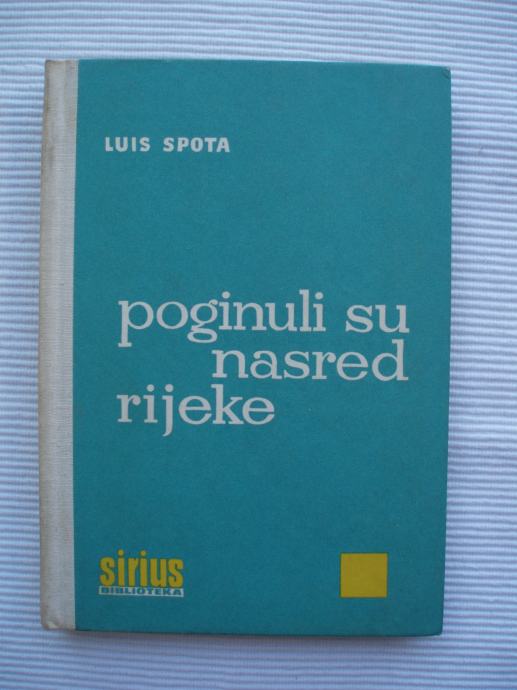 LUIS SPOTA
poginuli su
nasred
rijeke
sirius
BIBLIOTEKA